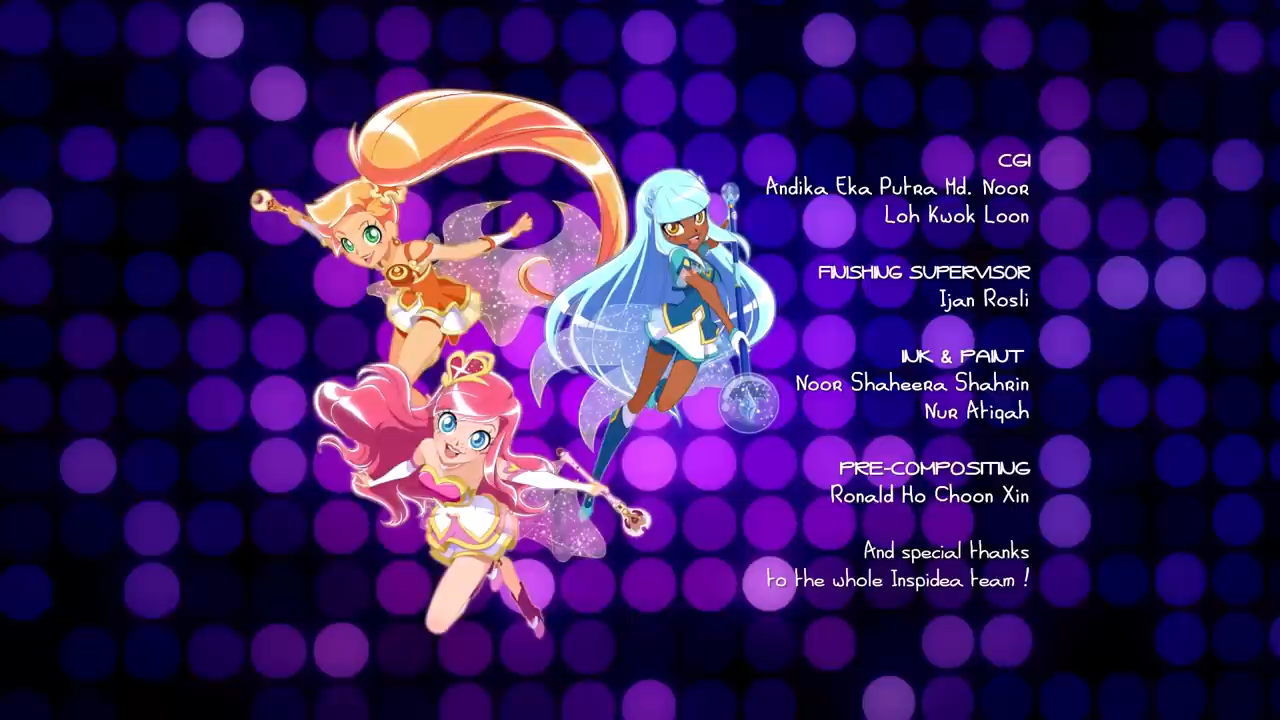 CGI
Andika Eka Putra Md. Noor
Loh Kwok Loon
FINISHING SUPERVISOR
Ijan Rosli
INK & PAINT
Noor Shaheera Shahrin
Nur Atiqah
PRE-COMPOSITING
Ronald Ho Choon Xin
And special thanks
to the whole Inspidea team !